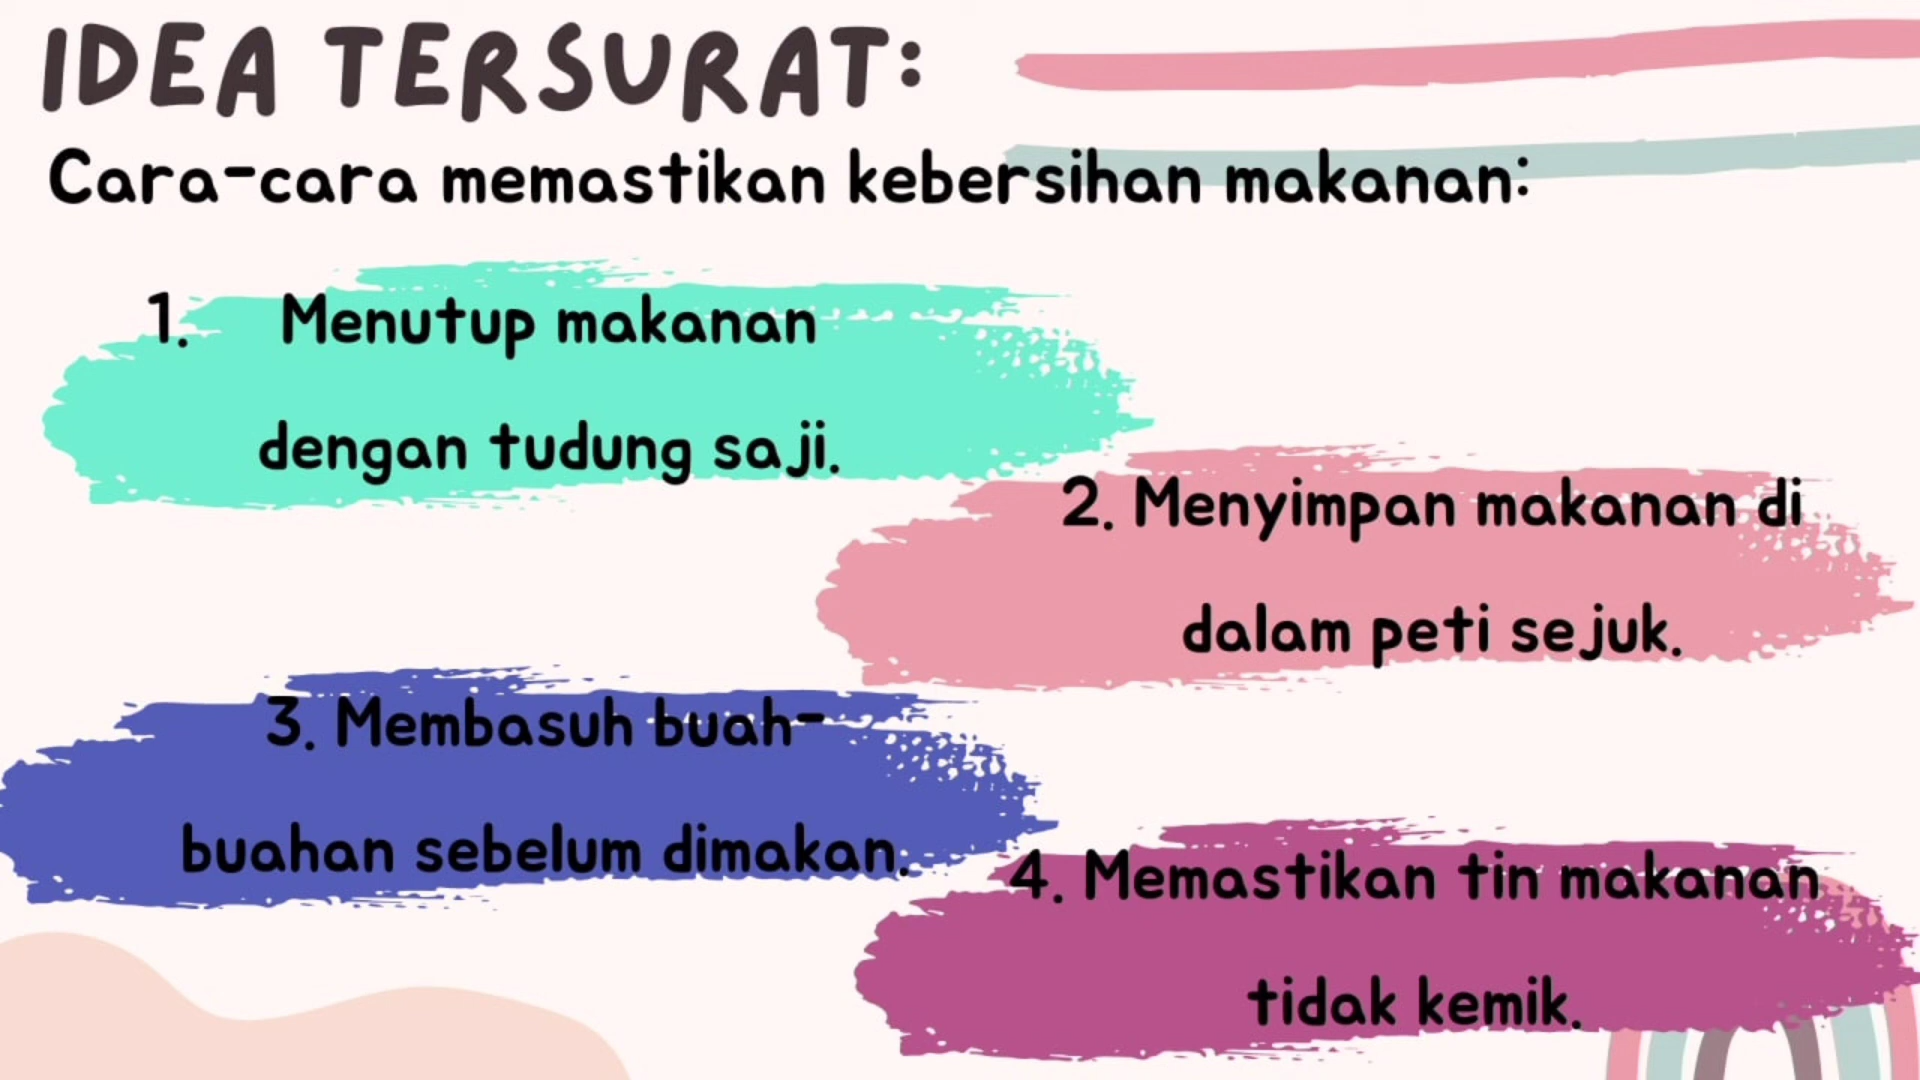 IDEA TERSURAT:
Cara-cara memastikan kebersihan makanan:
1. Menutup makanan
dengan tudung saji.
2. Menyimpan makanan di
dalam peti sejuk.
3. Membasuh buah-
buahan sebelum dimakan.
4. Memastikan tin makanan
tidak kemik.